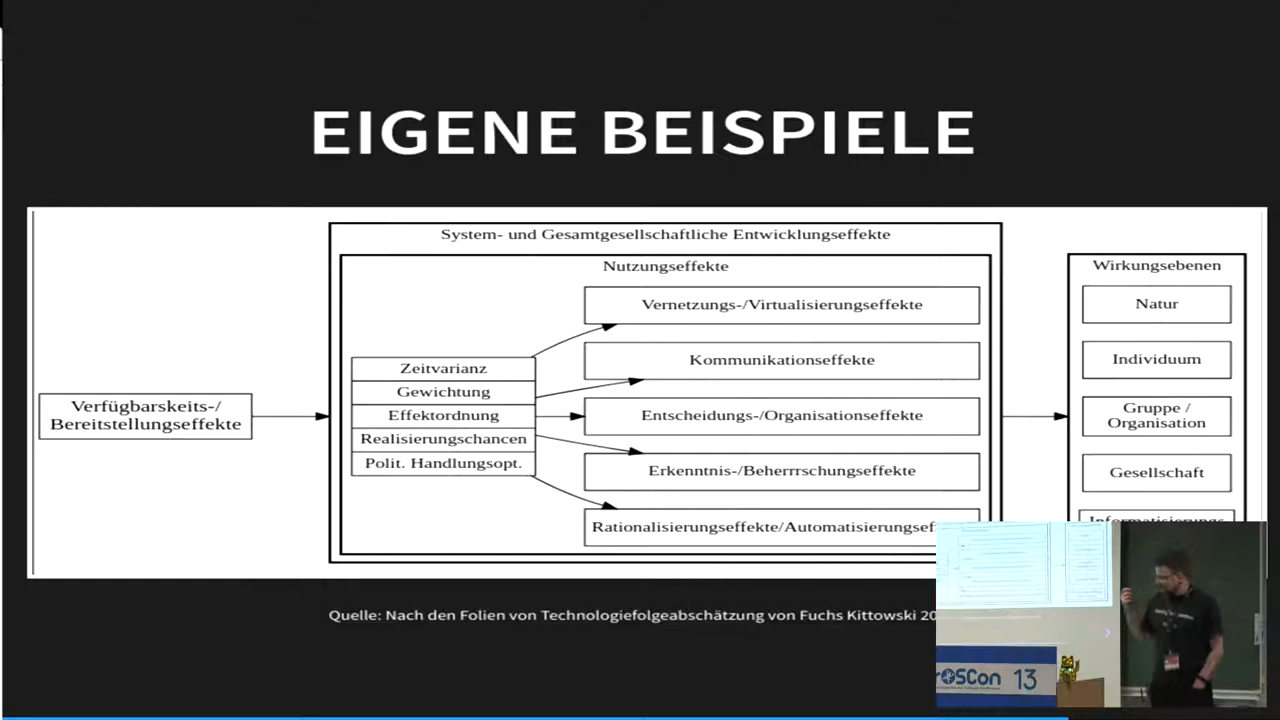 EIGENE BEISPIELE
System- und Gesamtgesellschaftliche Entwicklungseffekte
Nutzungseffekte
Wirkungsebenen
Vernetzungs-/Virtualisierungseffekte
Natur
Zeitvarianz
Kommunikationseffekte
Individuum
Gewichtung
Verfügbarskeits-/
Bereitstellungseffekte
Effektordnung
Entscheidungs-/Organisationseffekte
Gruppe /
Organisation
Realisierungschancen
Polit. Handlungsopt.
Erkenntnis-/Beherrrschungseffekte
Gesellschaft
Rationalisierungseffekte/Automatisierungsef
Informatisierungs
Quelle: Nach den Folien von Technologiefolgeabschätzung von Fuchs Kittowski 20
rOSCon 13